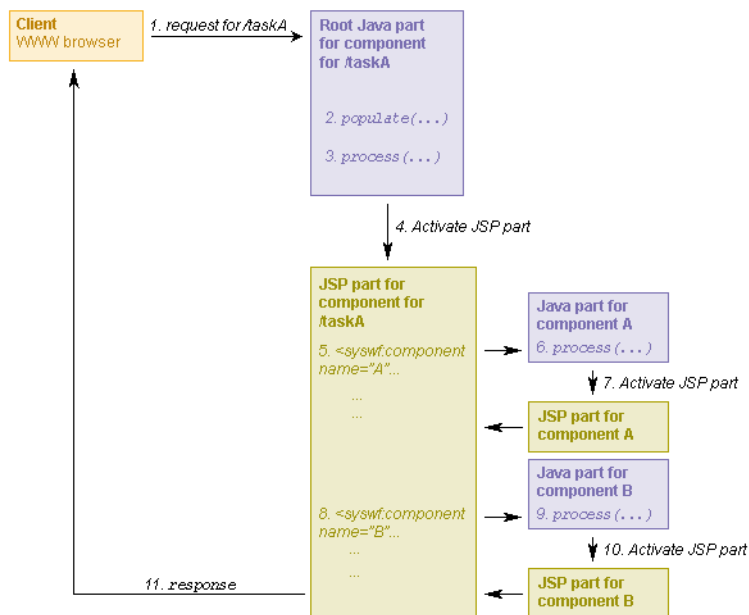 Client
WWW browser
1. request for /taskA
Root Java part
for component
for /taskA
2. populate(...)
3. process(...)
4. Activate JSP part
JSP part for
component for
/taskA
5. <syswf:component
name="A"...
...
...
Java part for
component A
6. process(...)
7. Activate JSP part
JSP part for
component A
8. <syswf:component
name="B"...
...
...
Java part for
component B
9. process(...)
10. Activate JSP part
JSP part for
component B
11. response